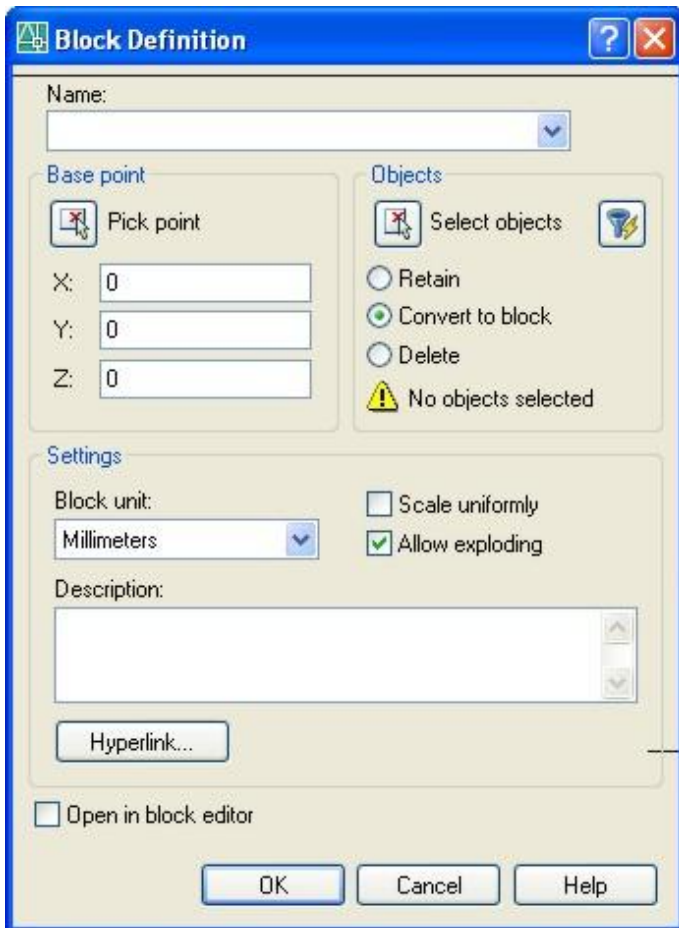 Block Definition
?
Name:
Base point
Pick point
X: 0
Y: 0
Z: 0
Objects
Select objects
Retain
Convert to block
Delete
No objects selected
Settings
Block unit:
Millimeters
Scale uniformly
Allow exploding
Description:
Hyperlink...
Open in block editor
OK Cancel Help